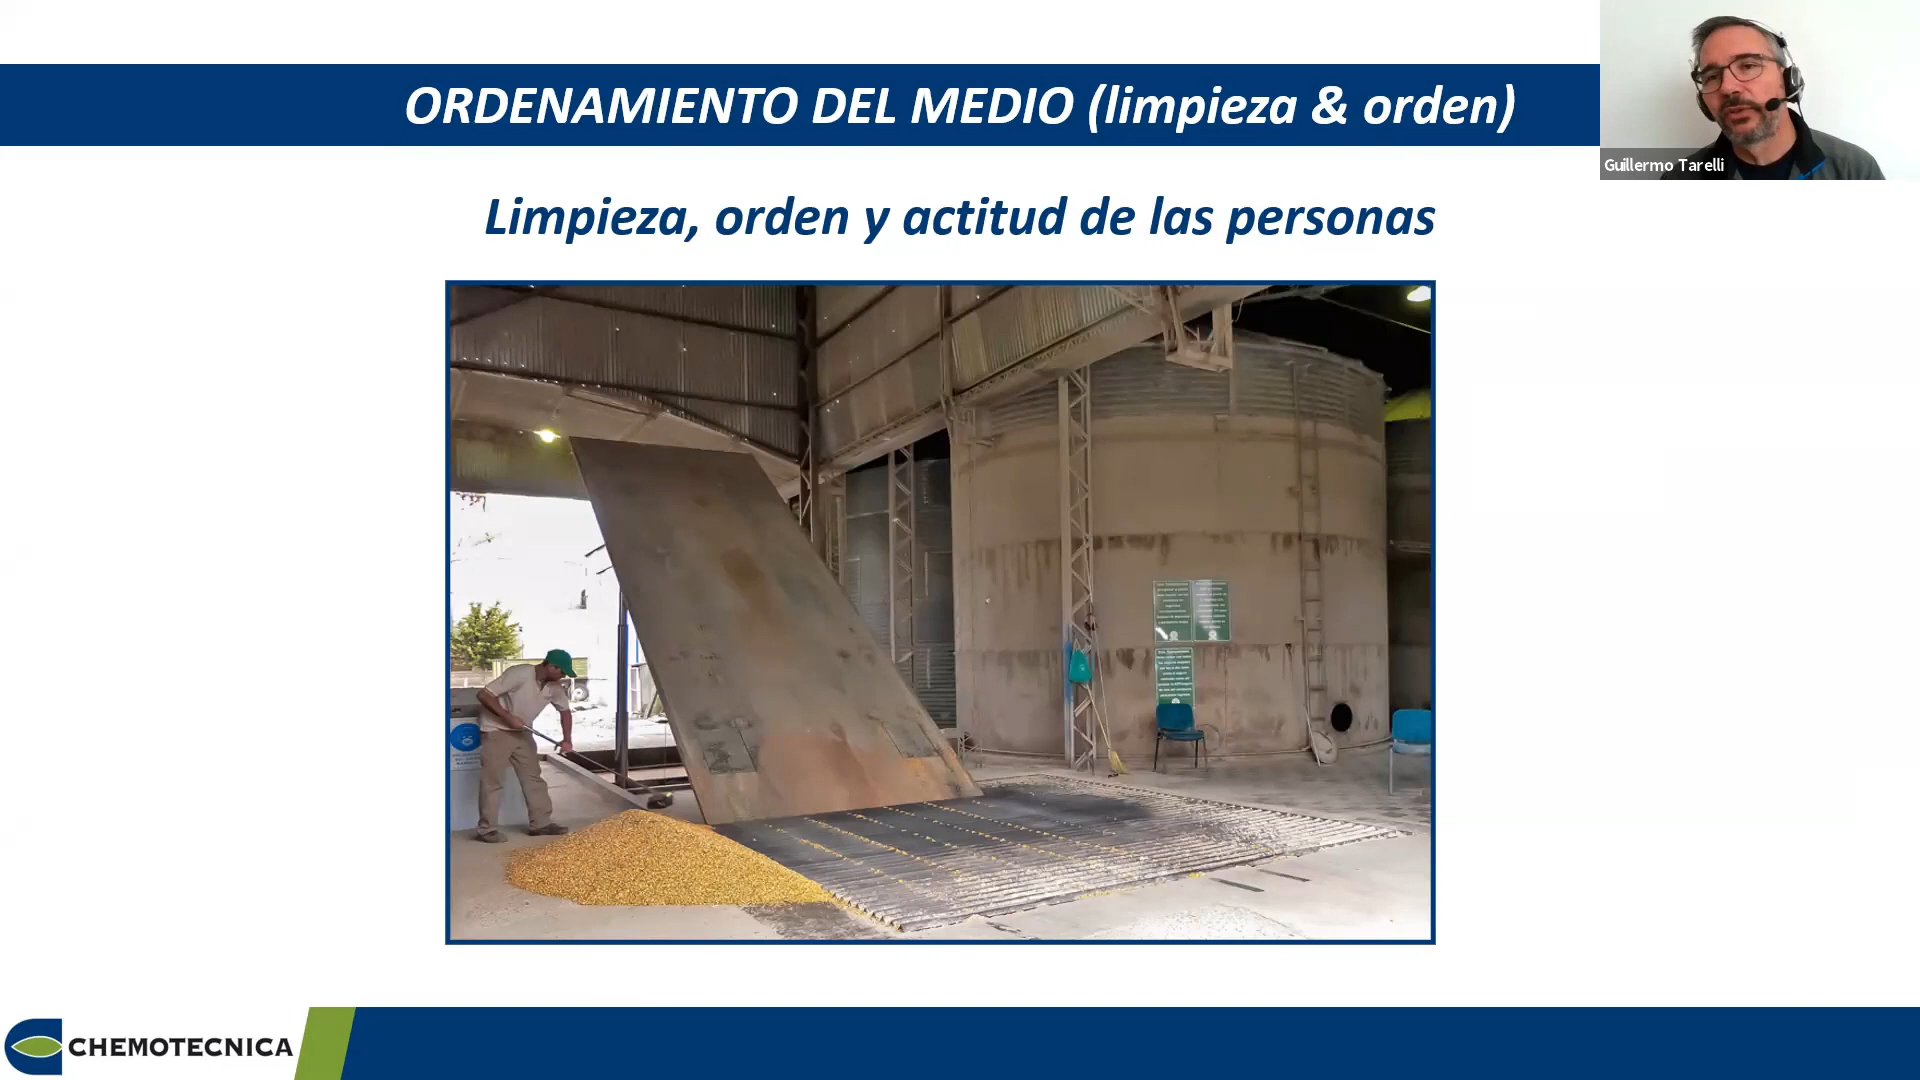 ORDENAMIENTO DEL MEDIO (limpieza & orden)
Guillermo Tarelli
Limpieza, orden y actitud de las personas
CHEMOTECNICA